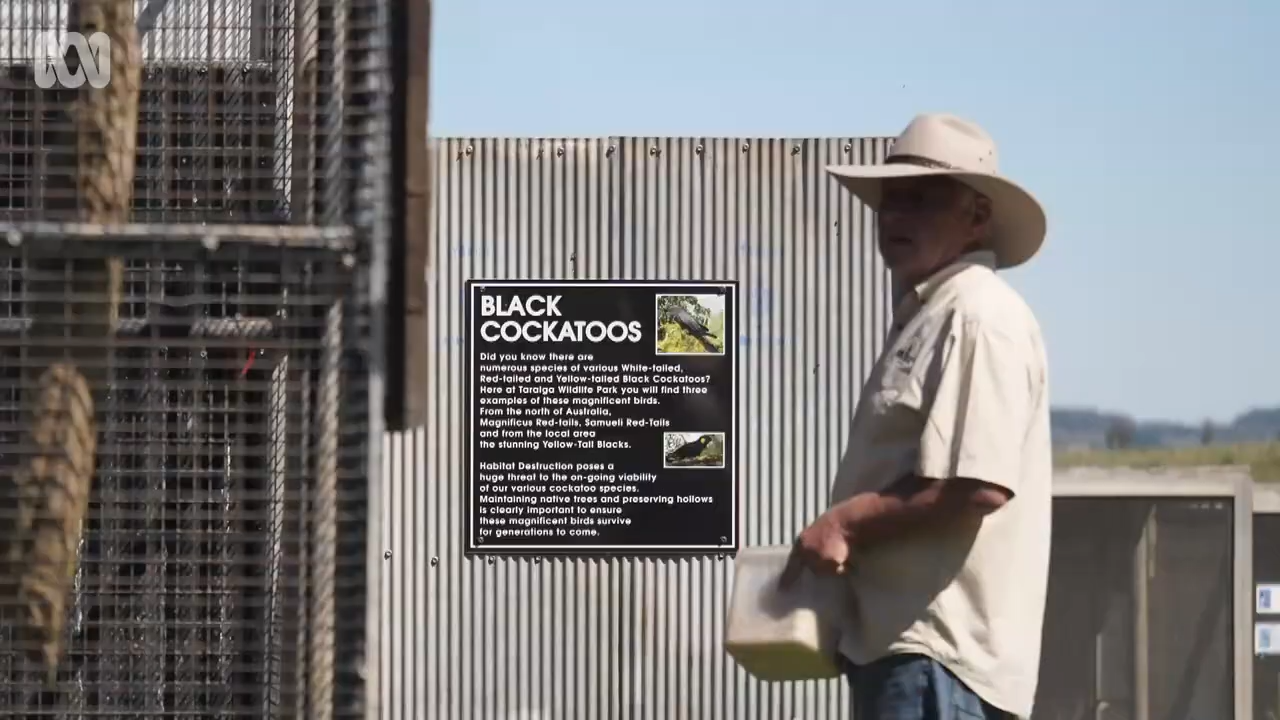 BLACK
COCKATOOS
Did you know there are
numerous species of various White-tailed,
Red-tailed and Yellow-tailed Black Cockatoos?
Here at Taralga Wildlife Park you will find three
examples of these magnificent birds.
From the north of Australia,
Magnificus Red-tails, Samueli Red-Tails
and from the local area
the stunning Yellow-Tail Blacks.
Habitat Destruction poses a
huge threat to the on-going viability
of our various cockatoo species.
Maintaining native trees and preserving hollows
is clearly important to ensure
these magnificent birds survive
for generations to come.